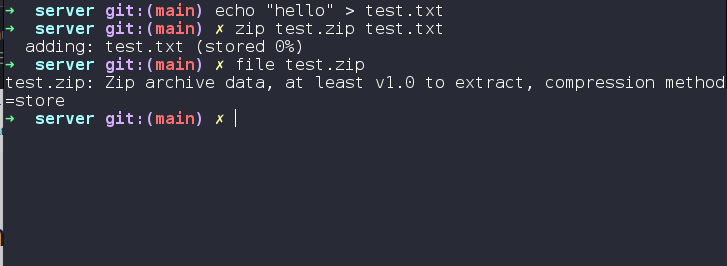 ➜  server git:(main) echo "hello" > test.txt
➜  server git:(main) ✗ zip test.zip test.txt
  adding: test.txt (stored 0%)
➜  server git:(main) ✗ file test.zip
test.zip: Zip archive data, at least v1.0 to extract, compression method
=store
➜  server git:(main) ✗